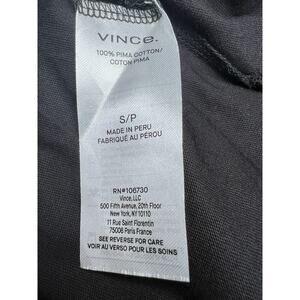 VINCE.
100% PIMA COTTON/
COTON PIMA
S/P
MADE IN PERU
FABRIQUÉ AU PÉROU
RN#106730
Vince, LLC
500 Fifth Avenue, 20th Floor
New York, NY 10110
11 Rue Saint Florentin
75008 Paris France
SEE REVERSE FOR CARE
VOIR AU VERSO POUR LES SOINS